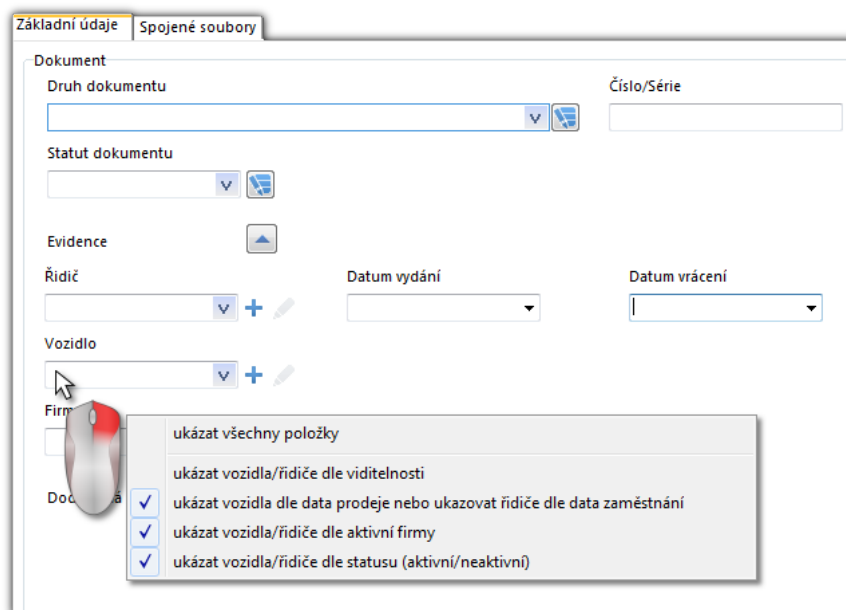 Základní údaje Spojené soubory
Dokument
Druh dokumentu Číslo/Série
Statut dokumentu
Evidence
Řidič Datum vydání Datum vrácení
Vozidlo
ukázat všechny položky
ukázat vozidla/řidiče dle viditelnosti
ukázat vozidla dle data prodeje nebo ukazovat řidiče dle data zaměstnání
ukázat vozidla/řidiče dle aktivní firmy
ukázat vozidla/řidiče dle statusu (aktivní/neaktivní)